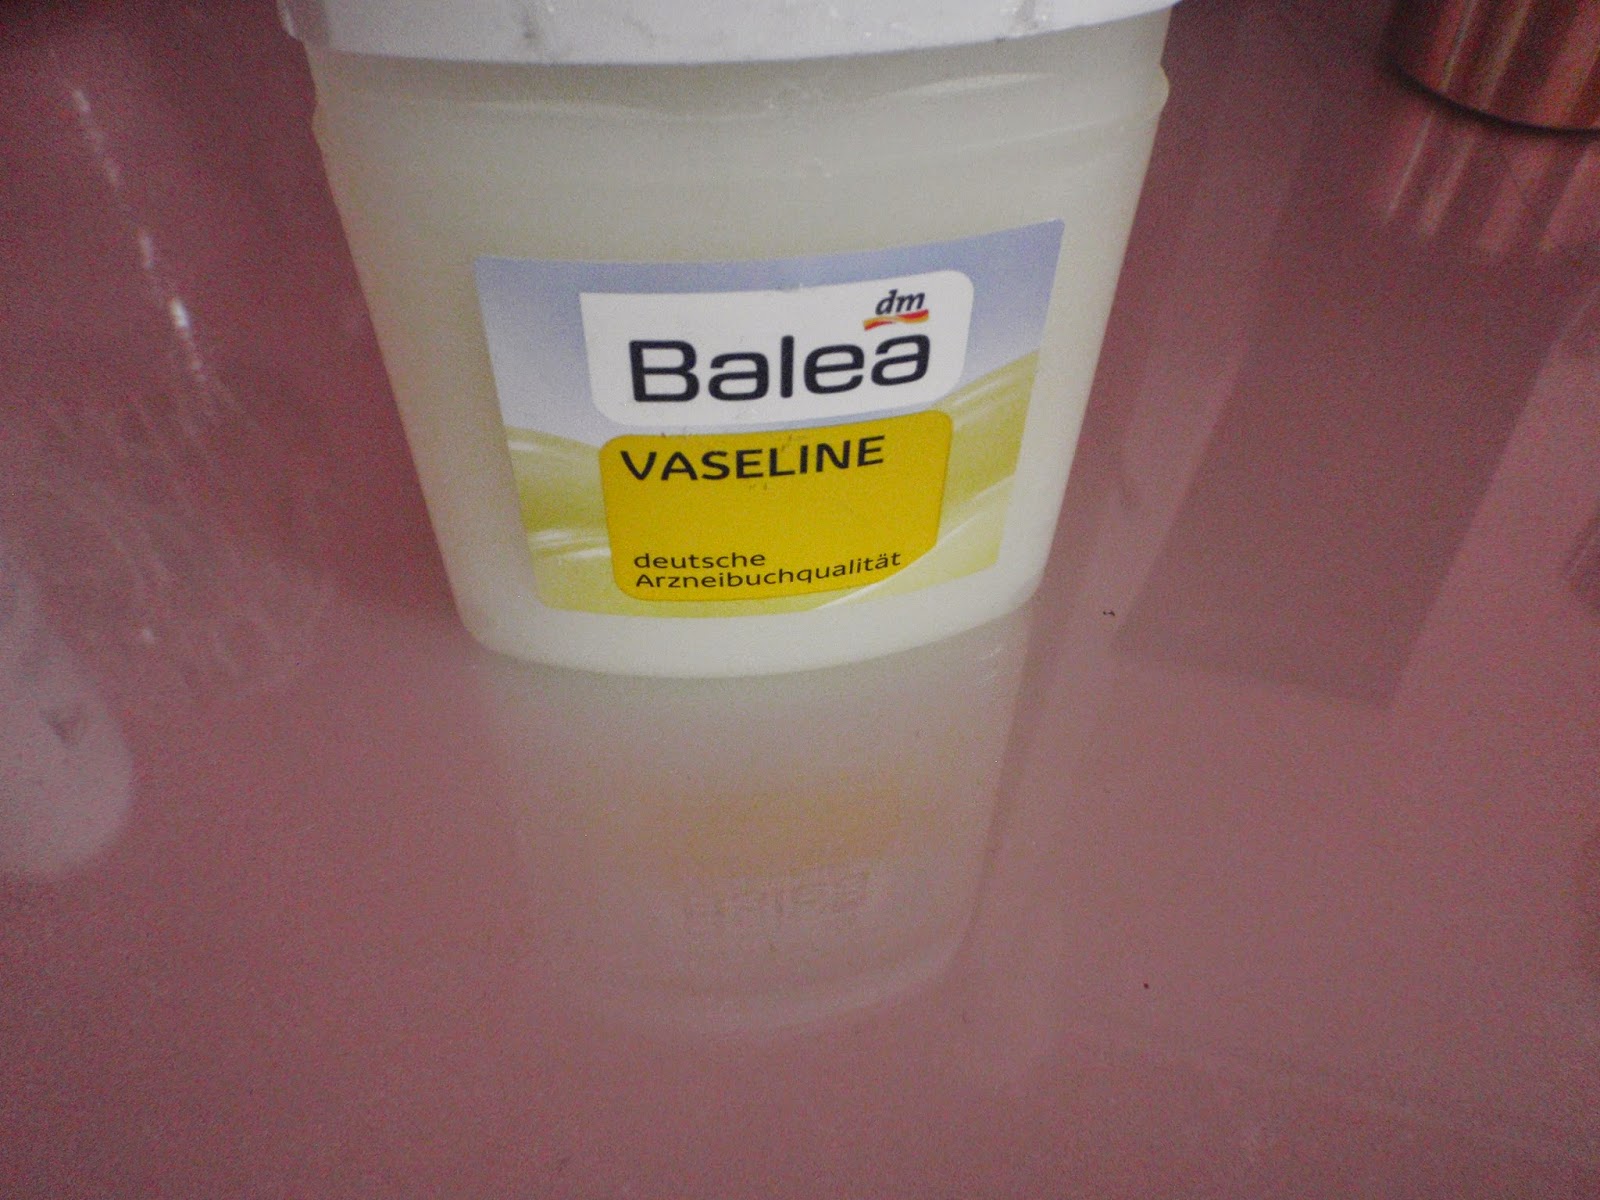 dm
Balea
VASELINE
deutsche
Arzneibuchqualität